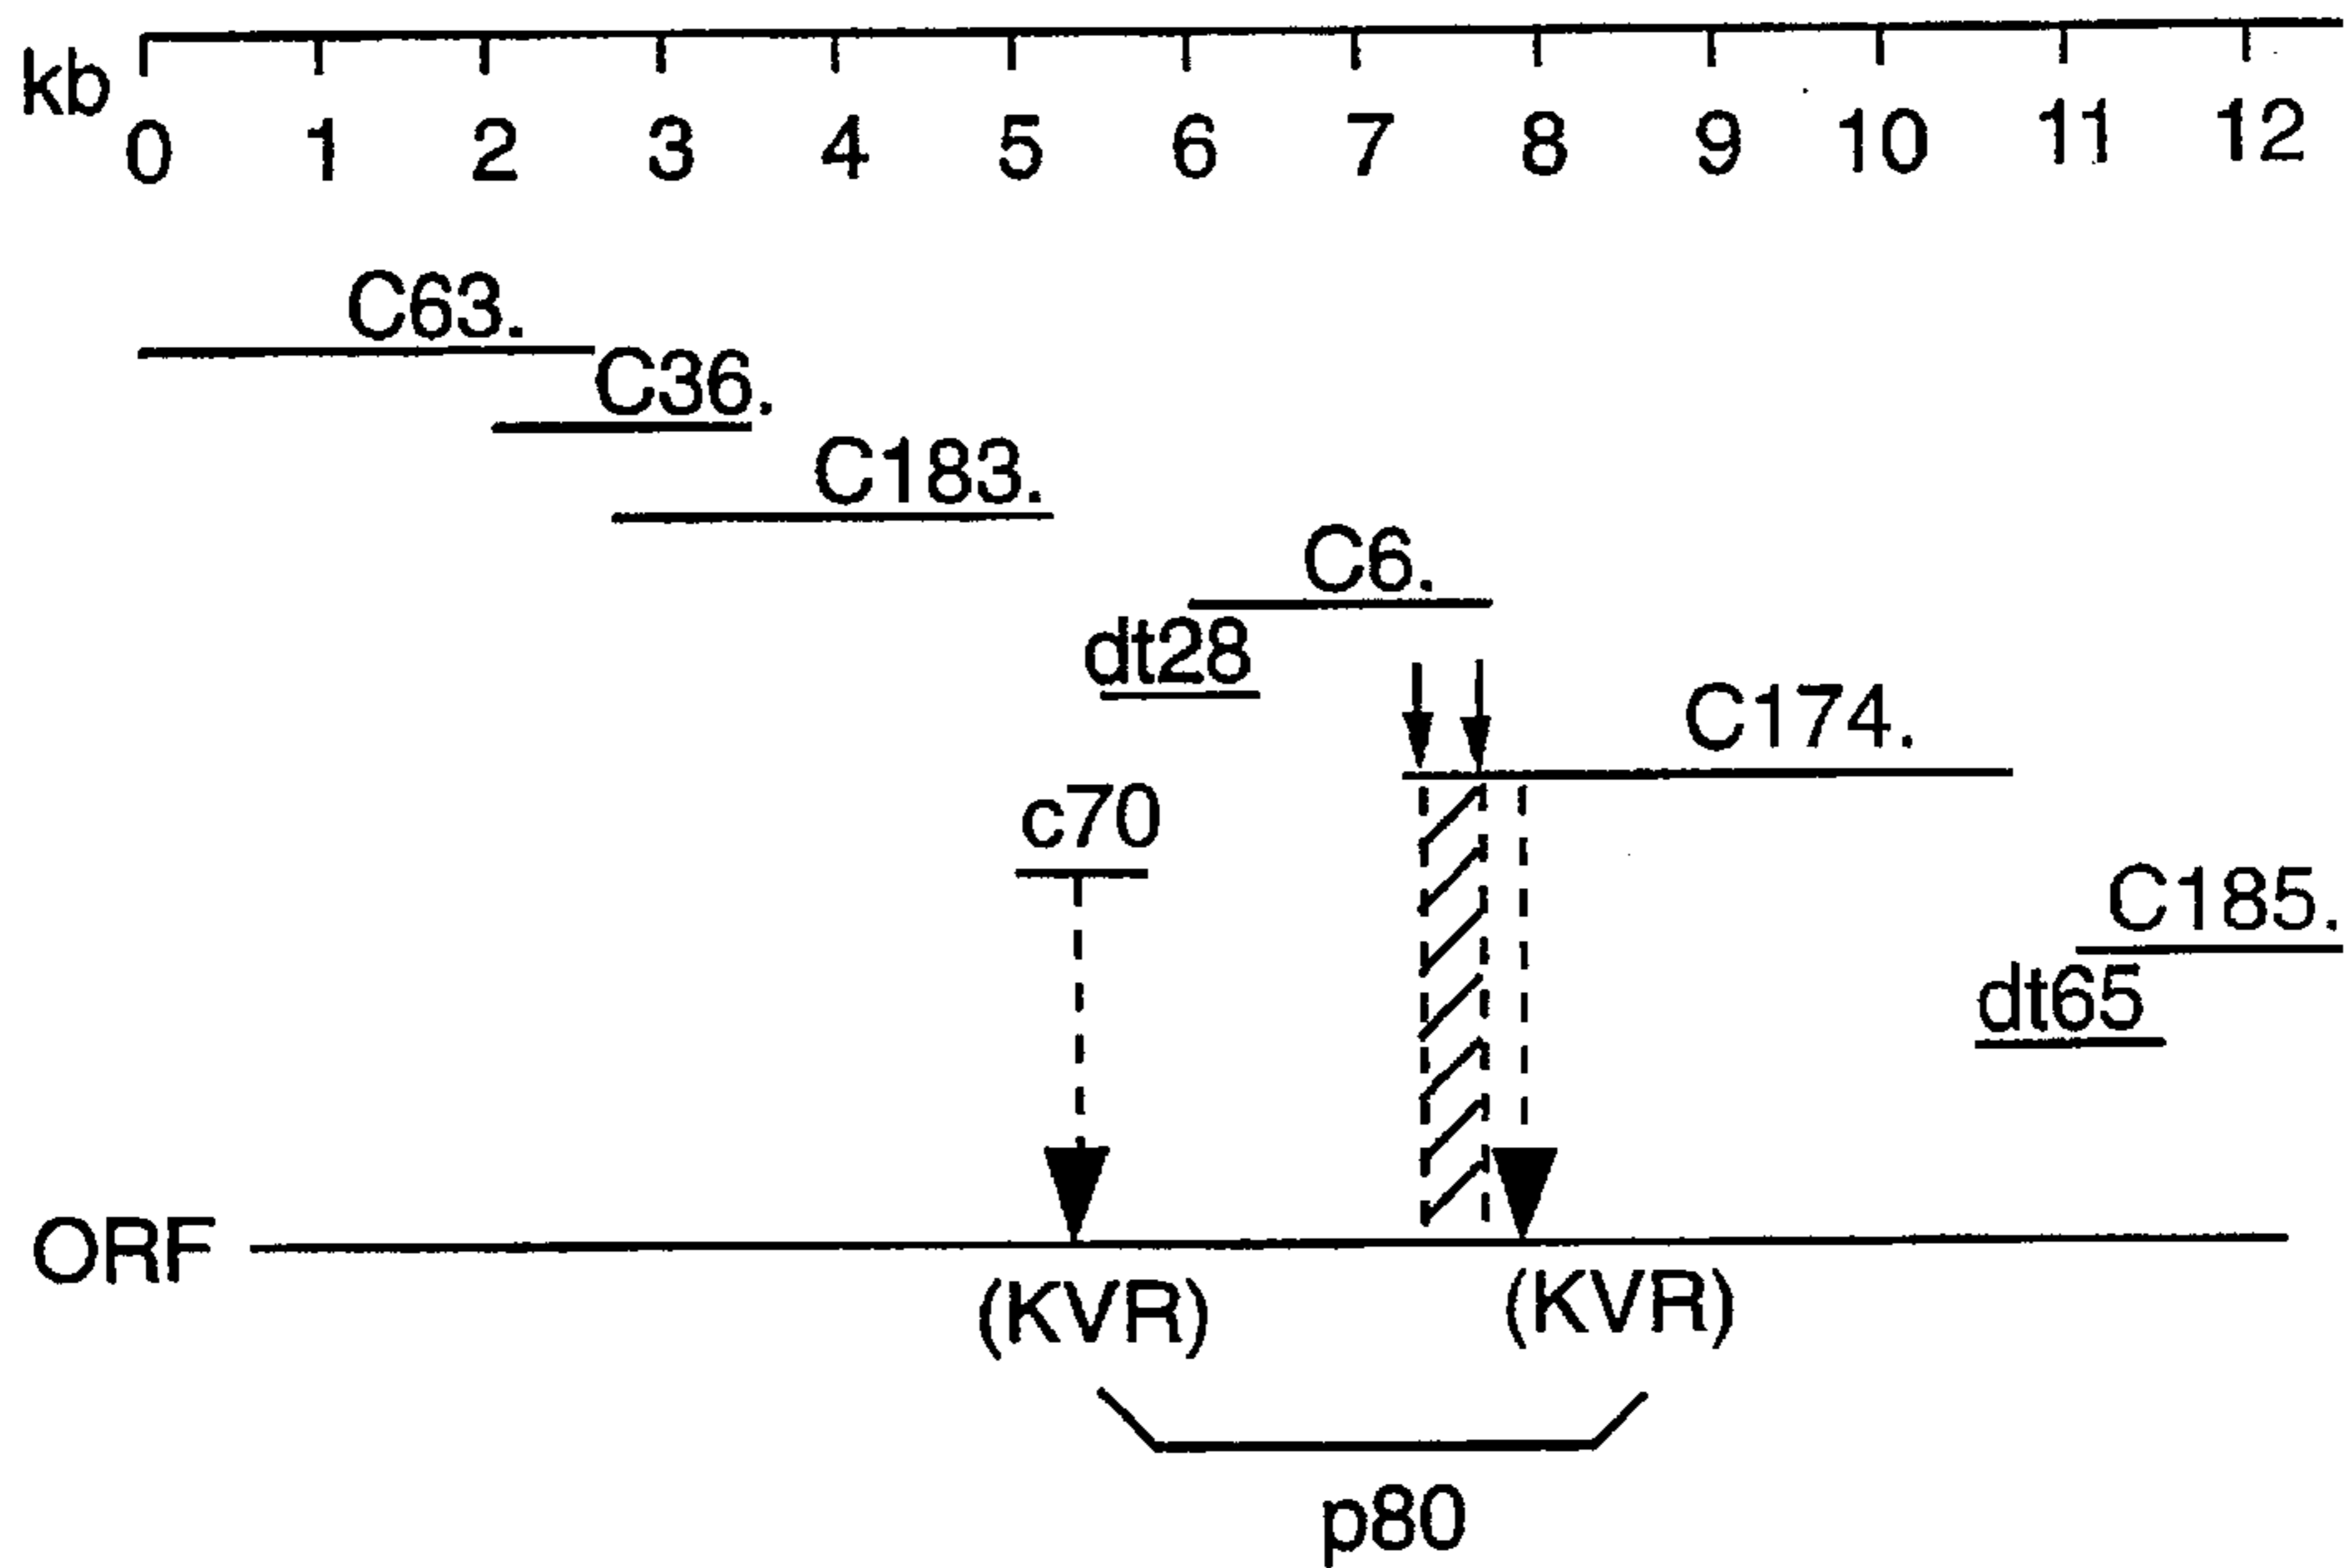 kb
0 1 2 3 4 5 6 7 8 9 10 11 12
C63.
C36.
C183.
C6.
dt28
C174.
c70
C185.
dt65
ORF
(KVR) (KVR)
p80